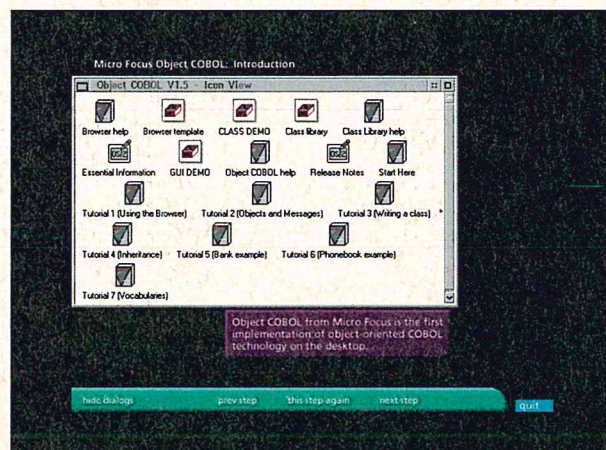 Micro Focus Object COBOL: Introduction
Object COBOL V1.5 - Icon View
Browser help Browser template CLASS DEMO Class library Class Library help
Essential Information GUI DEMO Object COBOL help Release Notes Start Here
Tutorial 1 (Using the Browser) Tutorial 2 (Objects and Messages) Tutorial 3 (Writing a class)
Tutorial 4 (Inheritance) Tutorial 5 (Bank example) Tutorial 6 (Phonebook example)
Tutorial 7 (Vocabularies)
Object COBOL from Micro Focus is the first
implementation of object-oriented COBOL
technology on the desktop.
hide dialogs prev step this step again next step
quit